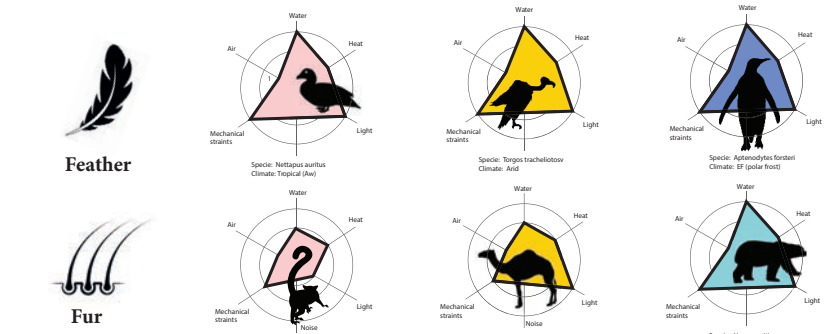 Water
Air
Heat
1
Mechanical
straints
Light
Specie: Nettapus auritus
Climate: Tropical (Aw)
Water
Air
Heat
Mechanical
straints
Light
Specie: Torgos tracheliotosv
Climate: Arid
Water
Air
Heat
Mechanical
straints
Light
Specie: Aptenodytes forsteri
Climate: EF (polar frost)
Feather
Water
Air
Heat
Mechanical
straints
Light
Noise
Water
Air
Heat
Mechanical
straints
Light
Noise
Water
Air
Heat
Mechanical
straints
Light
Fur